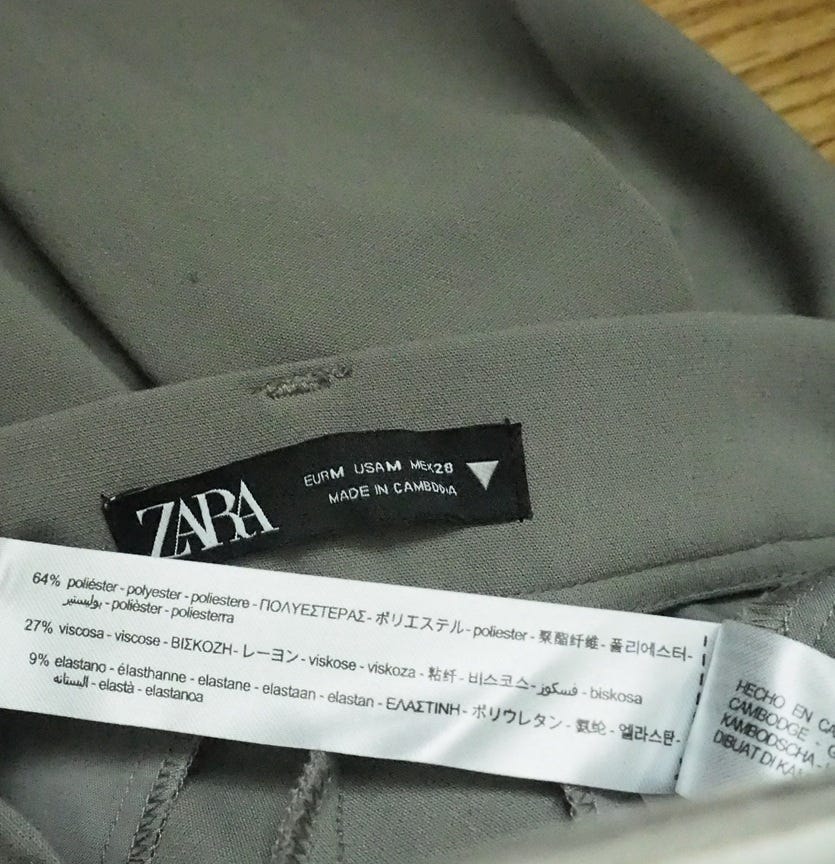 ZARA
EUR M USA M MEX 28
MADE IN CAMBODIA
64% poliéster - polyester - poliestere - ΠΟΛΥΕΣΤΕΡΑΣ - ポリエステル - poliester - 聚酯纤维 - 폴리에스터 -
بوليستير - polièster - poliesterra
27% viscosa - viscose - ΒΙΣΚΟΖΗ - レーヨン - viskose - viskoza - 粘纤 - 비스코스 - فسكوز - biskosa
9% elastano - élasthanne - elastane - elastaan - elastan - ΕΛΑΣΤΙΝΗ - ポリウレタン - 氨纶 - 엘라스탄 -
اليستانه - elastà - elastanoa
HECHO EN
CAMBODGE -
KAMBODSCHA -
DIBUAT DI